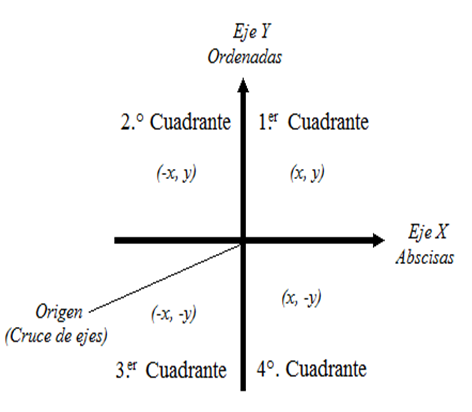 Eje Y
Ordenadas
2.° Cuadrante
1.er Cuadrante
(-x, y)
(x, y)
Eje X
Abscisas
Origen
(Cruce de ejes)
(-x, -y)
(x, -y)
3.er Cuadrante
4°. Cuadrante